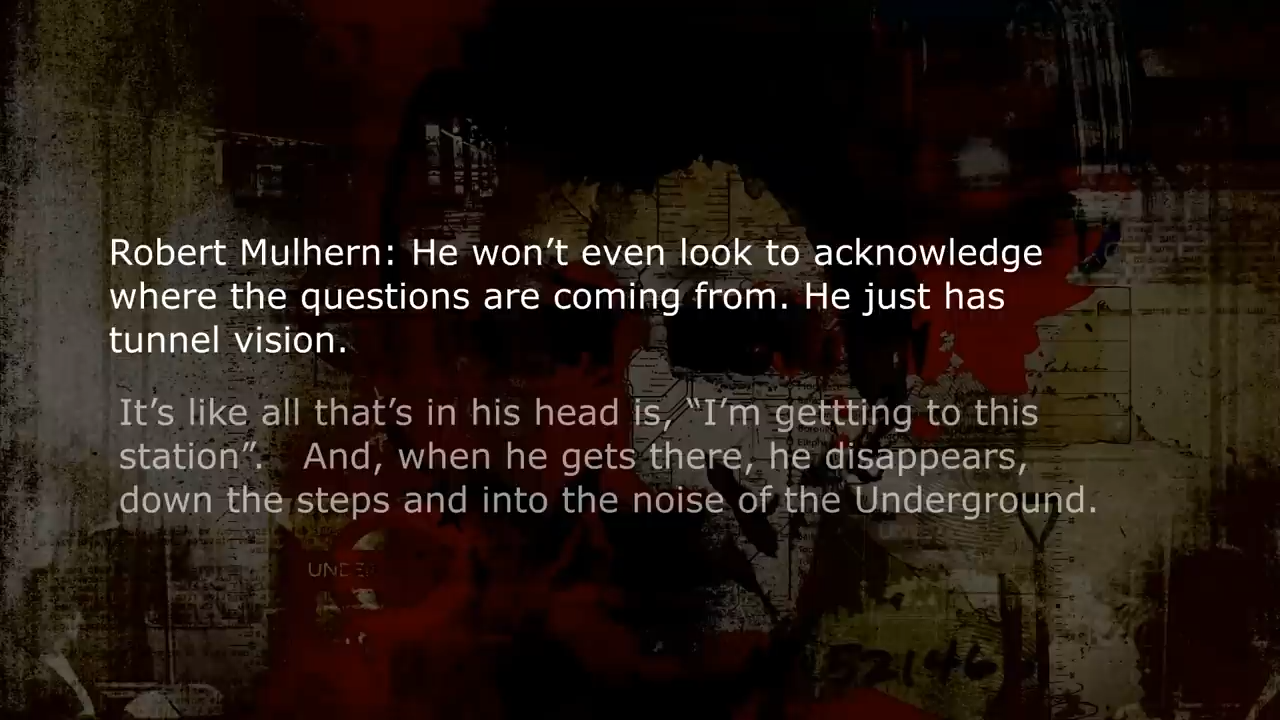 Robert Mulhern: He won’t even look to acknowledge
where the questions are coming from. He just has
tunnel vision.
It’s like all that’s in his head is, “I’m gettting to this
station”. And, when he gets there, he disappears,
down the steps and into the noise of the Underground.
UNDE
52146